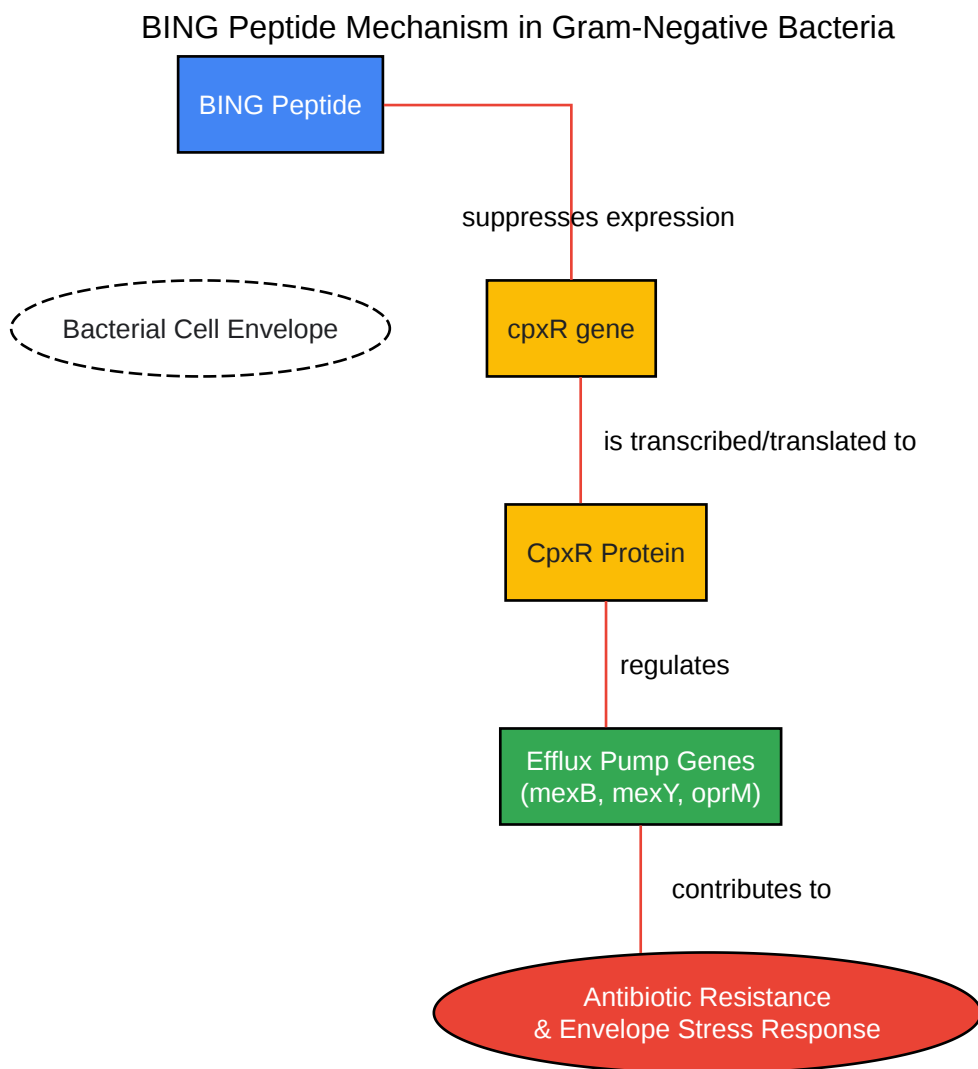 BING Peptide Mechanism in Gram-Negative Bacteria
BING Peptide
suppresses expression
Bacterial Cell Envelope
cpxR gene
is transcribed/translated to
CpxR Protein
regulates
Efflux Pump Genes
(mexB, mexY, oprM)
contributes to
Antibiotic Resistance
& Envelope Stress Response